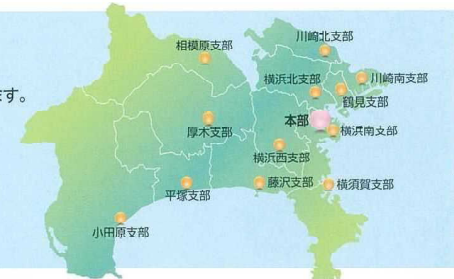 川崎北支部
相模原支部
横浜北支部
川崎南支部
ます。
鶴見支部
本部
厚木支部
横浜南支部
横浜西支部
平塚支部
藤沢支部
横須賀支部
小田原支部